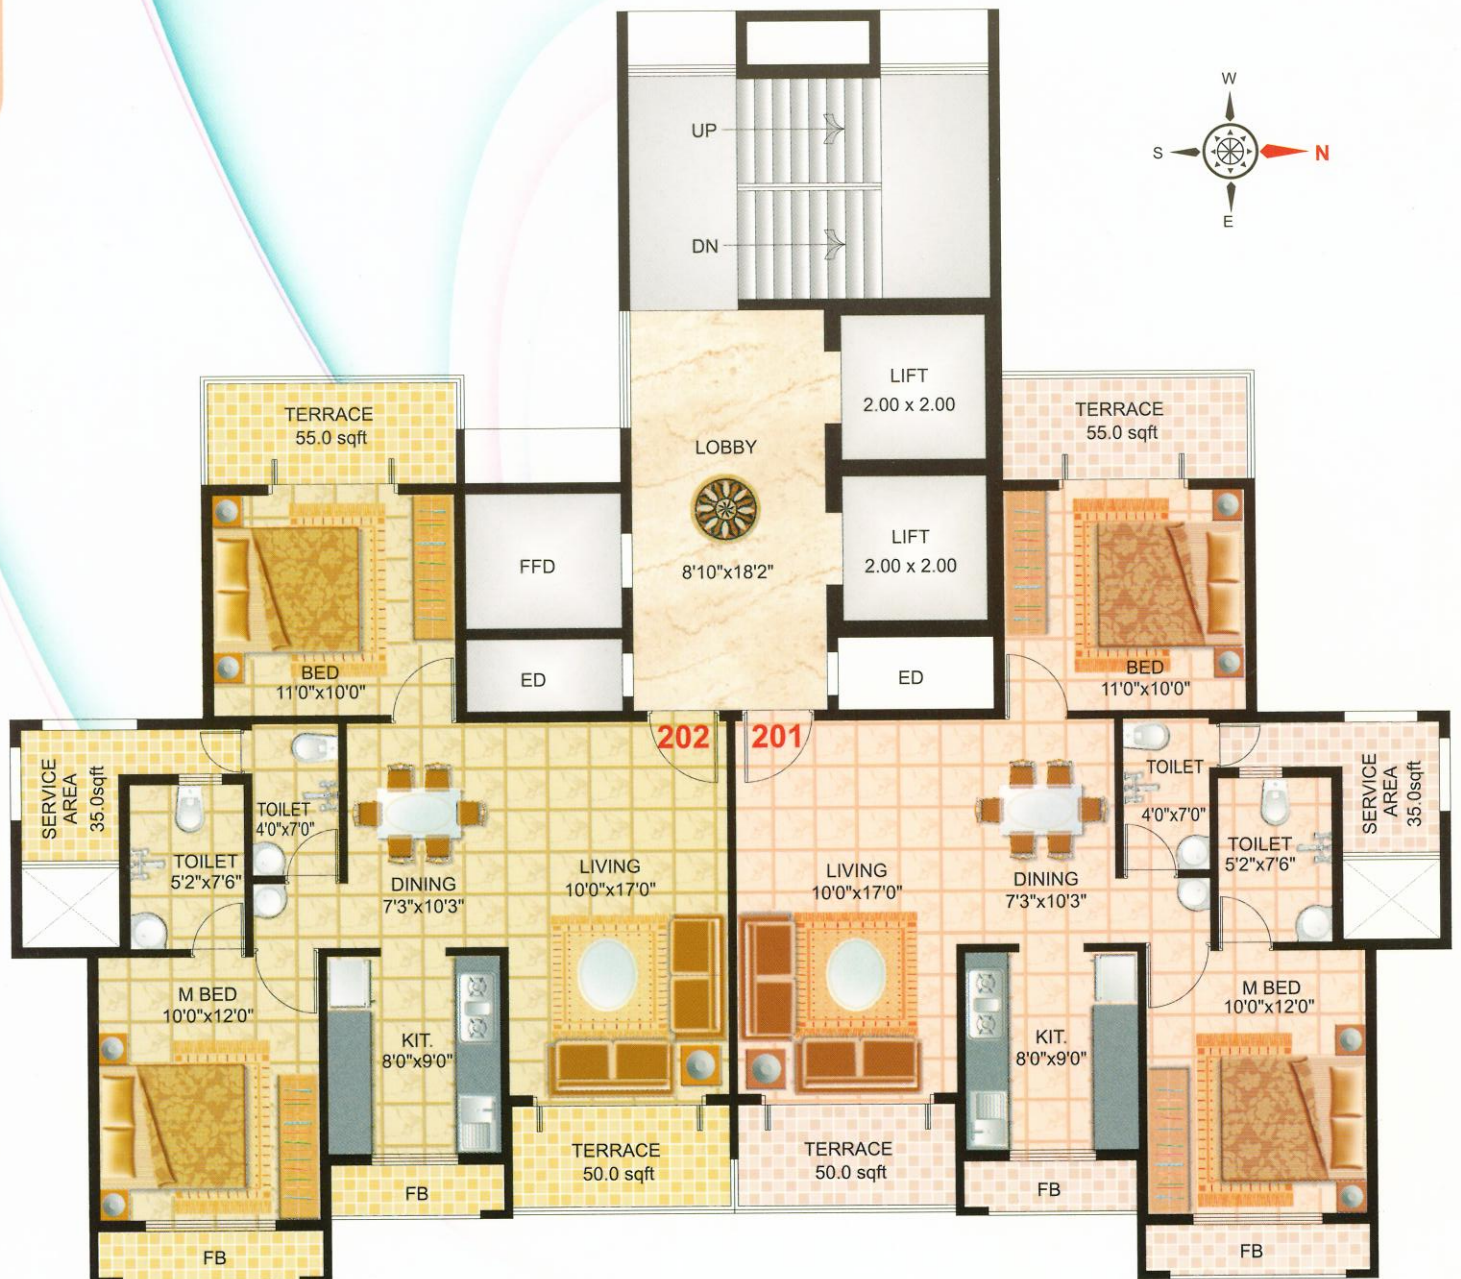 W
S
N
E
UP
DN
LIFT
2.00 x 2.00
TERRACE
55.0 sqft
TERRACE
55.0 sqft
LOBBY
8'10"x18'2"
FFD
LIFT
2.00 x 2.00
BED
11'0"x10'0"
ED
ED
BED
11'0"x10'0"
202
201
SERVICE
AREA
35.0sqft
TOILET
4'0"x7'0"
TOILET
5'2"x7'6"
DINING
7'3"x10'3"
LIVING
10'0"x17'0"
LIVING
10'0"x17'0"
DINING
7'3"x10'3"
TOILET
4'0"x7'0"
TOILET
5'2"x7'6"
SERVICE
AREA
35.0sqft
M BED
10'0"x12'0"
KIT.
8'0"x9'0"
KIT.
8'0"x9'0"
M BED
10'0"x12'0"
TERRACE
50.0 sqft
TERRACE
50.0 sqft
FB
FB
FB
FB